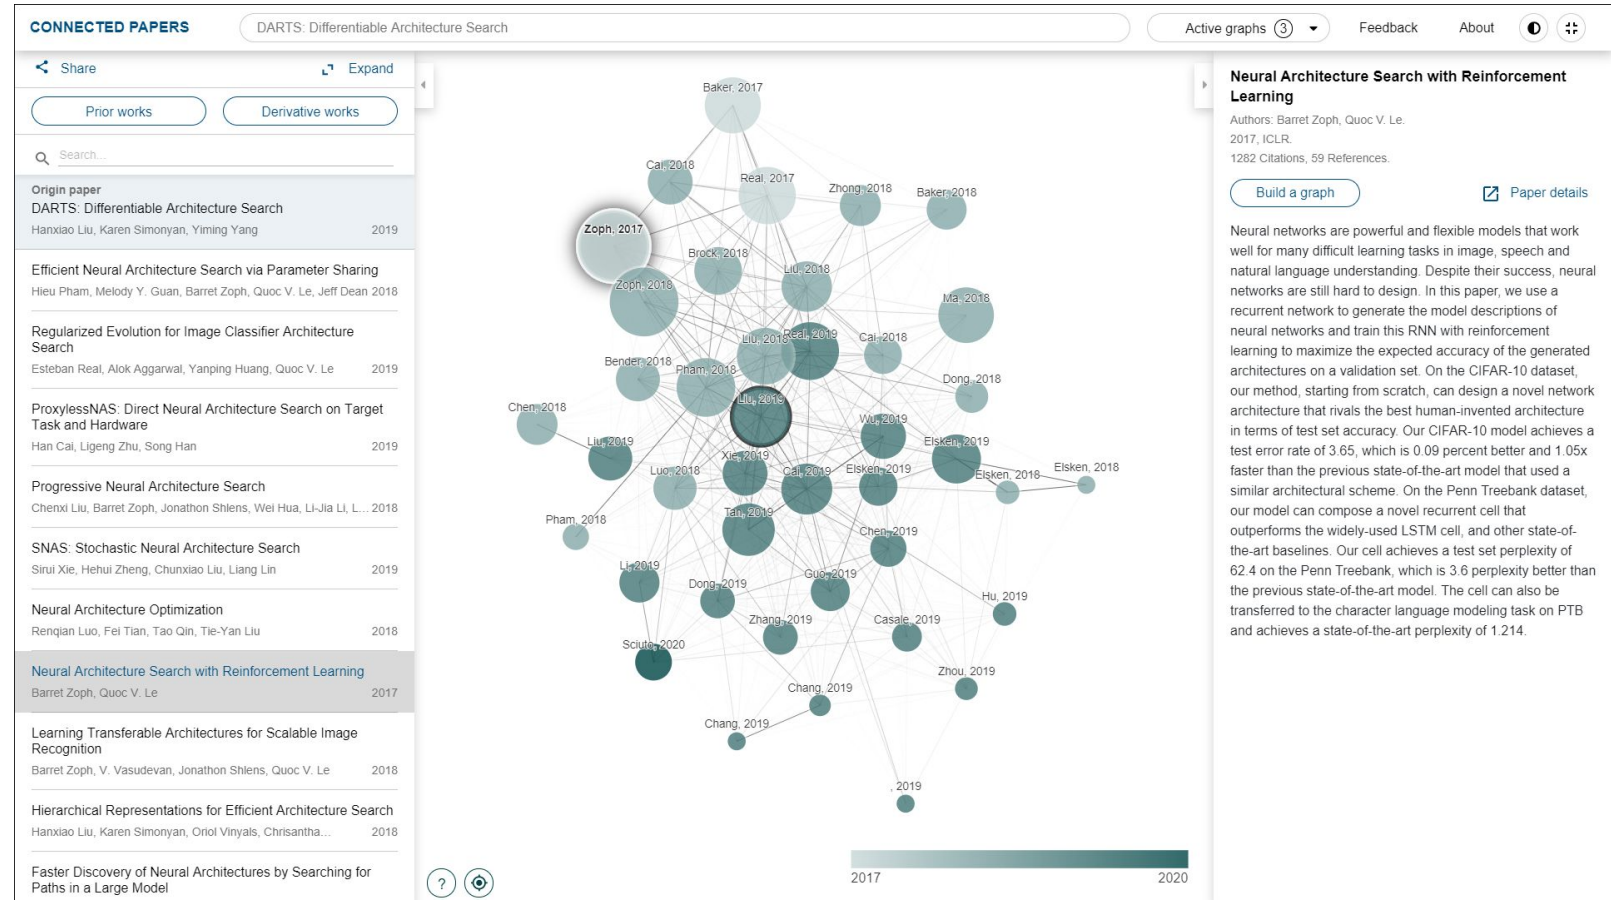 CONNECTED PAPERS
DARTS: Differentiable Architecture Search
Active graphs 3
Feedback
About
Share
Expand
Prior works
Derivative works
Search...
Origin paper
DARTS: Differentiable Architecture Search
Hanxiao Liu, Karen Simonyan, Yiming Yang 2019
Efficient Neural Architecture Search via Parameter Sharing
Hieu Pham, Melody Y. Guan, Barret Zoph, Quoc V. Le, Jeff Dean 2018
Regularized Evolution for Image Classifier Architecture
Search
Esteban Real, Alok Aggarwal, Yanping Huang, Quoc V. Le 2019
ProxylessNAS: Direct Neural Architecture Search on Target
Task and Hardware
Han Cai, Ligeng Zhu, Song Han 2019
Progressive Neural Architecture Search
Chenxi Liu, Barret Zoph, Jonathon Shlens, Wei Hua, Li-Jia Li, L... 2018
SNAS: Stochastic Neural Architecture Search
Sirui Xie, Hehui Zheng, Chunxiao Liu, Liang Lin 2019
Neural Architecture Optimization
Renqian Luo, Fei Tian, Tao Qin, Tie-Yan Liu 2018
Neural Architecture Search with Reinforcement Learning
Barret Zoph, Quoc V. Le 2017
Learning Transferable Architectures for Scalable Image
Recognition
Barret Zoph, V. Vasudevan, Jonathon Shlens, Quoc V. Le 2018
Hierarchical Representations for Efficient Architecture Search
Hanxiao Liu, Karen Simonyan, Oriol Vinyals, Chrisantha... 2018
Faster Discovery of Neural Architectures by Searching for
Paths in a Large Model
Baker, 2017
Cai, 2018
Real, 2017
Zhong, 2018
Baker, 2018
Zoph, 2017
Brock, 2018
Liu, 2018
Zoph, 2018
Ma, 2018
Liu, 2018
Real, 2019
Cai, 2018
Bender, 2018
Pham, 2018
Dong, 2018
Liu, 2019
Chen, 2018
Wu, 2019
Liu, 2019
Elsken, 2019
Xie, 2019
Luo, 2018
Cai, 2019
Elsken, 2019
Elsken, 2018
Elsken, 2018
Tan, 2019
Pham, 2018
Chen, 2019
Li, 2019
Dong, 2019
Guo, 2019
Hu, 2019
Zhang, 2019
Casale, 2019
Sciuto, 2020
Zhou, 2019
Chang, 2019
Chang, 2019
, 2019
?
2017
2020
Neural Architecture Search with Reinforcement
Learning
Authors: Barret Zoph, Quoc V. Le.
2017, ICLR.
1282 Citations, 59 References.
Build a graph
Paper details
Neural networks are powerful and flexible models that work
well for many difficult learning tasks in image, speech and
natural language understanding. Despite their success, neural
networks are still hard to design. In this paper, we use a
recurrent network to generate the model descriptions of
neural networks and train this RNN with reinforcement
learning to maximize the expected accuracy of the generated
architectures on a validation set. On the CIFAR-10 dataset,
our method, starting from scratch, can design a novel network
architecture that rivals the best human-invented architecture
in terms of test set accuracy. Our CIFAR-10 model achieves a
test error rate of 3.65, which is 0.09 percent better and 1.05x
faster than the previous state-of-the-art model that used a
similar architectural scheme. On the Penn Treebank dataset,
our model can compose a novel recurrent cell that
outperforms the widely-used LSTM cell, and other state-of-
the-art baselines. Our cell achieves a test set perplexity of
62.4 on the Penn Treebank, which is 3.6 perplexity better than
the previous state-of-the-art model. The cell can also be
transferred to the character language modeling task on PTB
and achieves a state-of-the-art perplexity of 1.214.